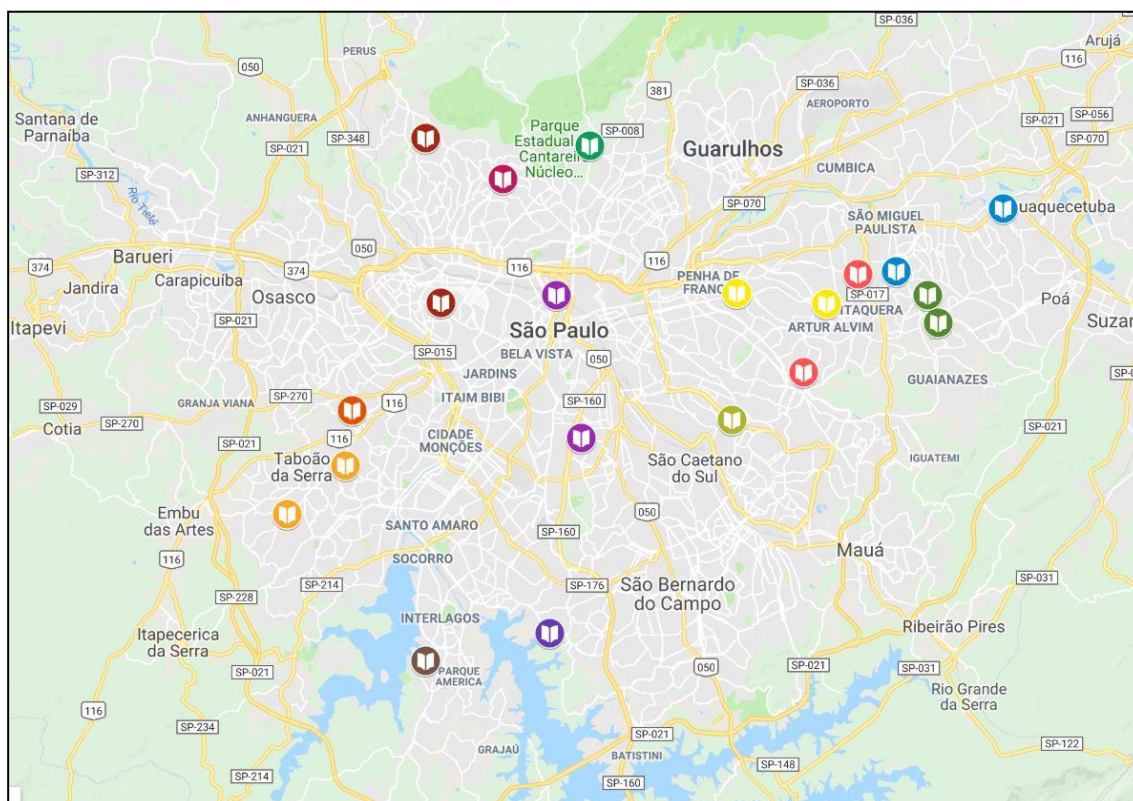 SP-036
Arujá
116
PERUS
050
381
SP-036
AEROPORTO
SP-056
Santana de
Parnaíba
ANHANGUERA
SP-348
SP-021
Parque
Estadual
Cantarei
Núcleo...
SP-008
Guarulhos
SP-021
SP-070
CUMBICA
SP-312
Rio Tietê
SP-070
SÃO MIGUEL
PAULISTA
uaquecetuba
050
Barueri
374
Jandira
Carapicuíba
374
Osasco
116
116
PENHA DE
FRANÇ
SP-017
ITAQUERA
ARTUR ALVIM
Poá
Suzan
Itapevi
SP-021
São Paulo
BELA VISTA
SP-015
050
JARDINS
GUAIANAZES
SP-029
Cotia
SP-270
GRANJA VIANA
SP-270
116
ITAIM BIBI
SP-160
SP-021
SP-021
116
CIDADE
MONÇÕES
Taboão
da Serra
São Caetano
do Sul
IGUATEMI
Embu
das Artes
SANTO AMARO
050
116
SP-160
Mauá
SOCORRO
SP-214
SP-176
São Bernardo
do Campo
SP-031
SP-228
INTERLAGOS
Itapecerica
da Serra
Ribeirão Pires
SP-021
PARQUE
AMERICA
050
SP-021
SP-031
Rio Grande
da Serra
116
SP-234
SP-021
GRAJAÚ
BATISTINI
SP-122
SP-214
SP-160
SP-148